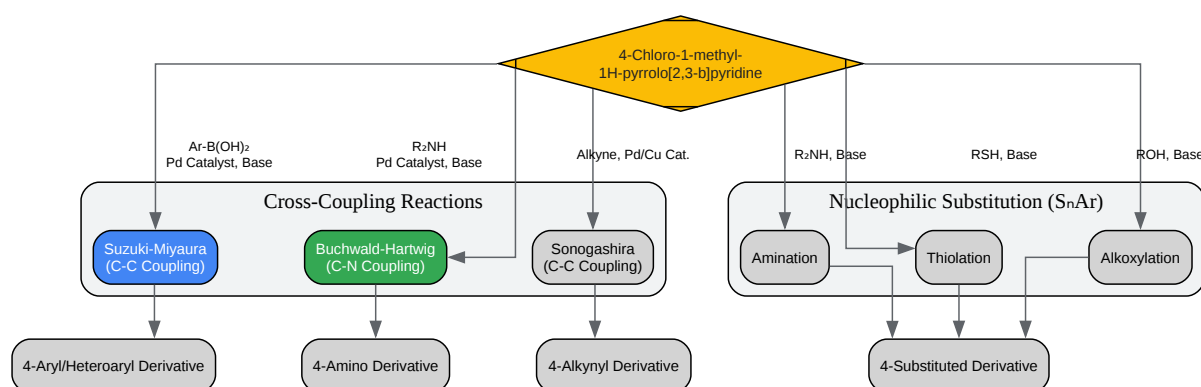 4-Chloro-1-methyl-
1H-pyrrolo[2,3-b]pyridine
Ar-B(OH)₂
Pd Catalyst, Base
R₂NH
Pd Catalyst, Base
Alkyne, Pd/Cu Cat.
R₂NH, Base
RSH, Base
ROH, Base
Cross-Coupling Reactions
Nucleophilic Substitution (SₙAr)
Suzuki-Miyaura
(C-C Coupling)
Buchwald-Hartwig
(C-N Coupling)
Sonogashira
(C-C Coupling)
Amination
Thiolation
Alkoxylation
4-Aryl/Heteroaryl Derivative
4-Amino Derivative
4-Alkynyl Derivative
4-Substituted Derivative